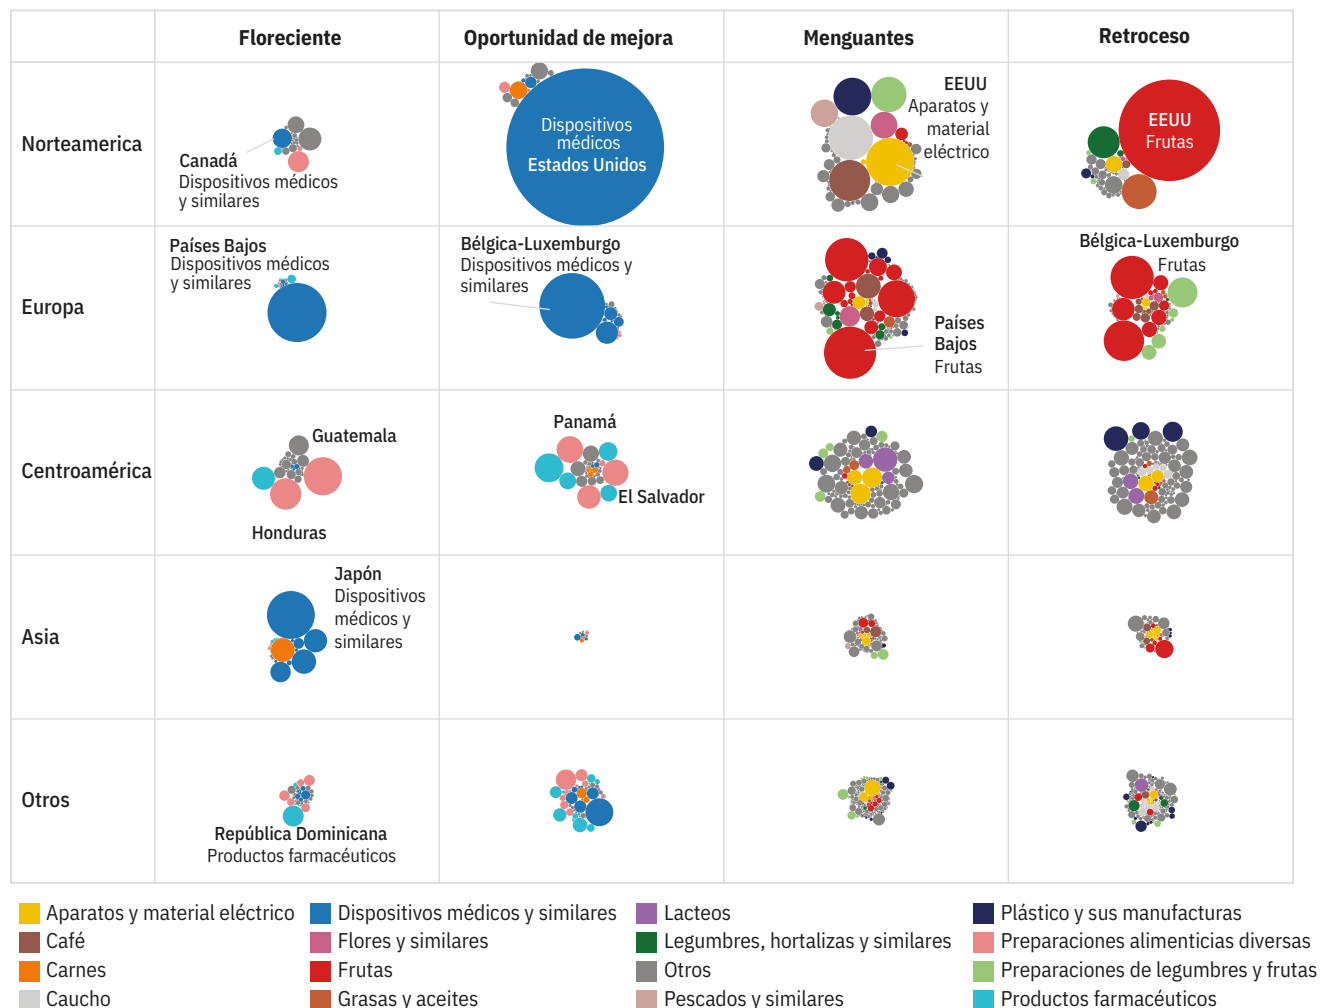 Floreciente
Oportunidad de mejora
Menguantes
Retroceso
Norteamerica
Canadá
Dispositivos médicos
y similares
Dispositivos
médicos
Estados Unidos
EEUU
Aparatos y
material
eléctrico
EEUU
Frutas
Europa
Países Bajos
Dispositivos médicos
y similares
Bélgica-Luxemburgo
Dispositivos médicos y
similares
Países
Bajos
Frutas
Bélgica-Luxemburgo
Frutas
Centroamérica
Guatemala
Honduras
Panamá
El Salvador
Asia
Japón
Dispositivos
médicos y
similares
Otros
República Dominicana
Productos farmacéuticos
Aparatos y material eléctrico
Café
Carnes
Caucho
Dispositivos médicos y similares
Flores y similares
Frutas
Grasas y aceites
Lacteos
Legumbres, hortalizas y similares
Otros
Pescados y similares
Plástico y sus manufacturas
Preparaciones alimenticias diversas
Preparaciones de legumbres y frutas
Productos farmacéuticos